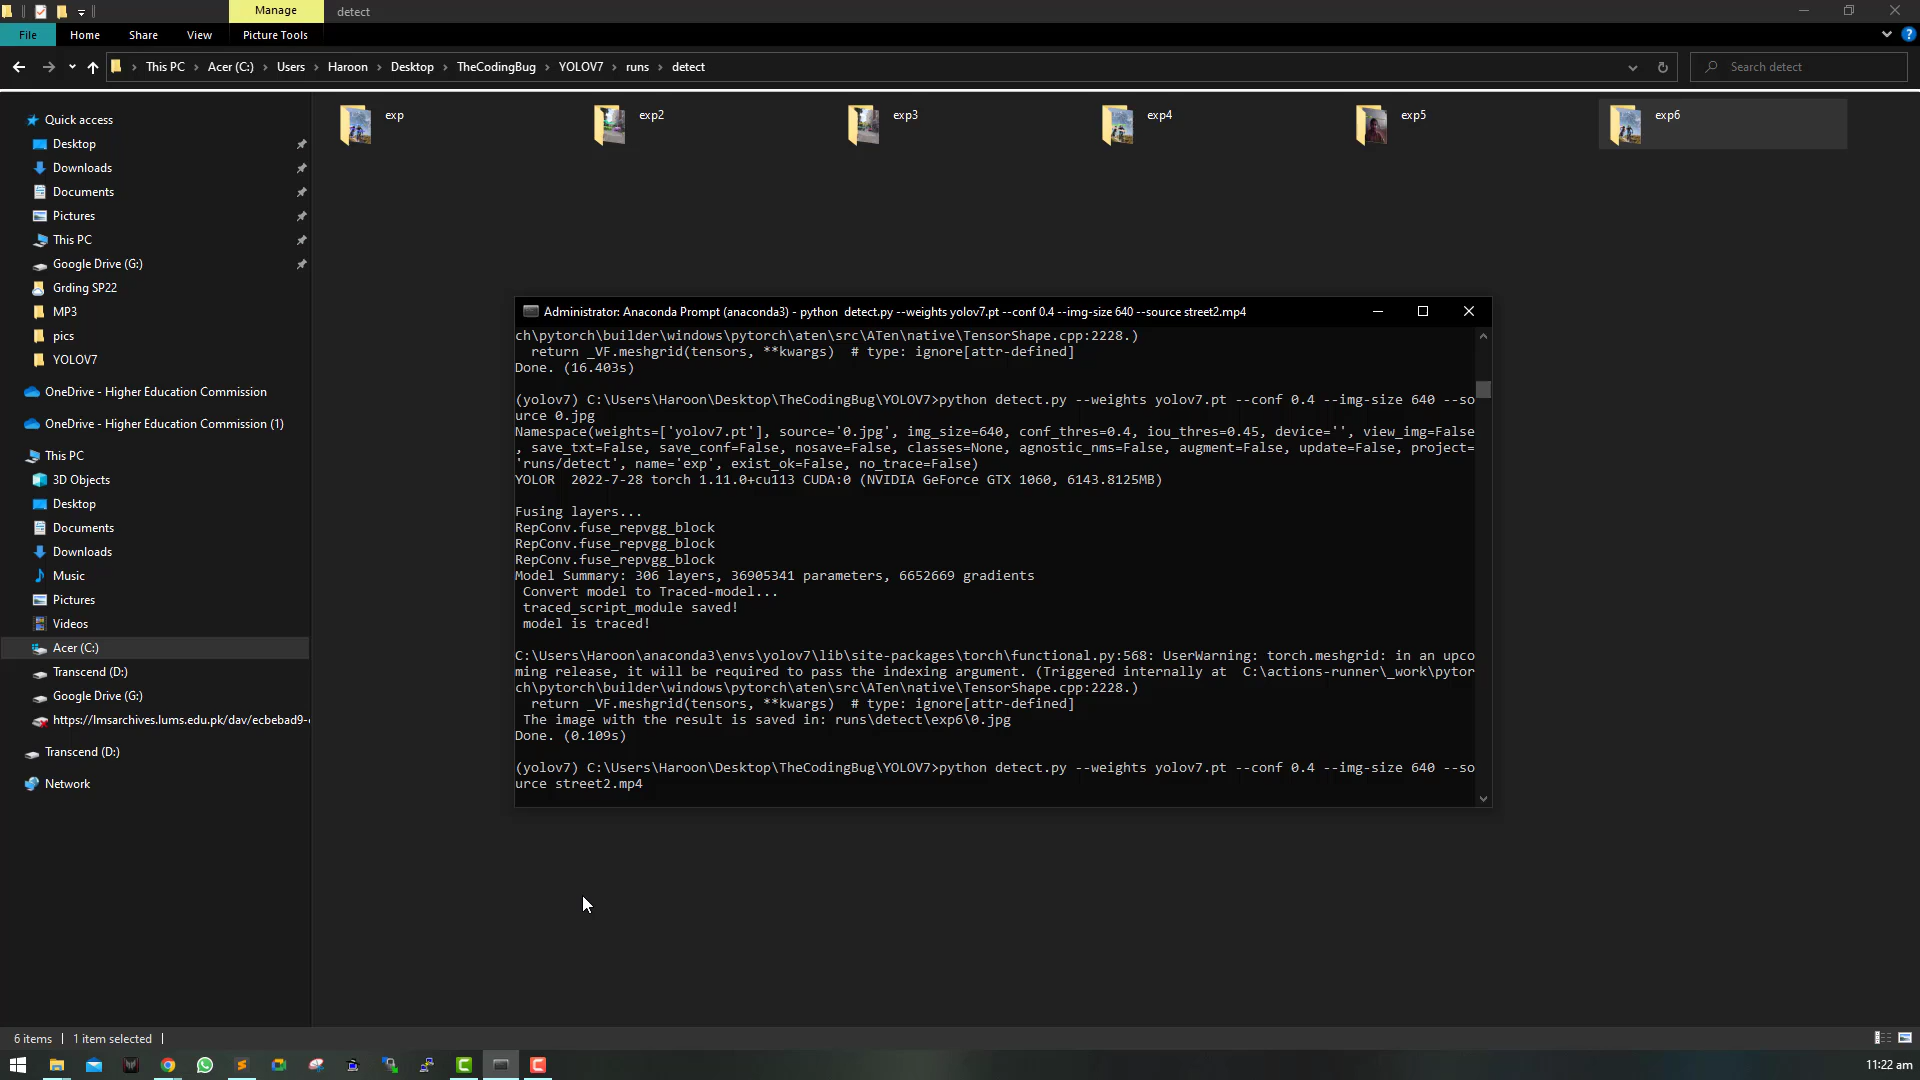 Manage
detect
File
Home
Share
View
Picture Tools
This PC
Acer (C:)
Users
Haroon
Desktop
TheCodingBug
YOLOV7
runs
detect
Search detect
Quick access
Desktop
Downloads
Documents
Pictures
This PC
Google Drive (G:)
Grding SP22
MP3
pics
YOLOV7
OneDrive - Higher Education Commission
OneDrive - Higher Education Commission (1)
This PC
3D Objects
Desktop
Documents
Downloads
Music
Pictures
Videos
Acer (C:)
Transcend (D:)
Google Drive (G:)
https://lmsarchives.lums.edu.pk/dav/ecbebad9-
Transcend (D:)
Network
exp
exp2
exp3
exp4
exp5
exp6
Administrator: Anaconda Prompt (anaconda3) - python  detect.py --weights yolov7.pt --conf 0.4 --img-size 640 --source street2.mp4
ch\pytorch\builder\windows\pytorch\aten\src\ATen\native\TensorShape.cpp:2228.)
return _VF.meshgrid(tensors, **kwargs)  # type: ignore[attr-defined]
Done. (16.403s)
(yolov7) C:\Users\Haroon\Desktop\TheCodingBug\YOLOV7>python detect.py --weights yolov7.pt --conf 0.4 --img-size 640 --so
urce 0.jpg
Namespace(weights=['yolov7.pt'], source='0.jpg', img_size=640, conf_thres=0.4, iou_thres=0.45, device='', view_img=False
, save_txt=False, save_conf=False, nosave=False, classes=None, agnostic_nms=False, augment=False, update=False, project=
'runs/detect', name='exp', exist_ok=False, no_trace=False)
YOLOR  2022-7-28 torch 1.11.0+cu113 CUDA:0 (NVIDIA GeForce GTX 1060, 6143.8125MB)
Fusing layers...
RepConv.fuse_repvgg_block
RepConv.fuse_repvgg_block
RepConv.fuse_repvgg_block
Model Summary: 306 layers, 36905341 parameters, 6652669 gradients
Convert model to Traced-model...
traced_script_module saved!
model is traced!
C:\Users\Haroon\anaconda3\envs\yolov7\lib\site-packages\torch\functional.py:568: UserWarning: torch.meshgrid: in an upco
ming release, it will be required to pass the indexing argument. (Triggered internally at  C:\actions-runner\_work\pytor
ch\pytorch\builder\windows\pytorch\aten\src\ATen\native\TensorShape.cpp:2228.)
return _VF.meshgrid(tensors, **kwargs)  # type: ignore[attr-defined]
The image with the result is saved in: runs\detect\exp6\0.jpg
Done. (0.109s)
(yolov7) C:\Users\Haroon\Desktop\TheCodingBug\YOLOV7>python detect.py --weights yolov7.pt --conf 0.4 --img-size 640 --so
urce street2.mp4
6 items
1 item selected
11:22 am